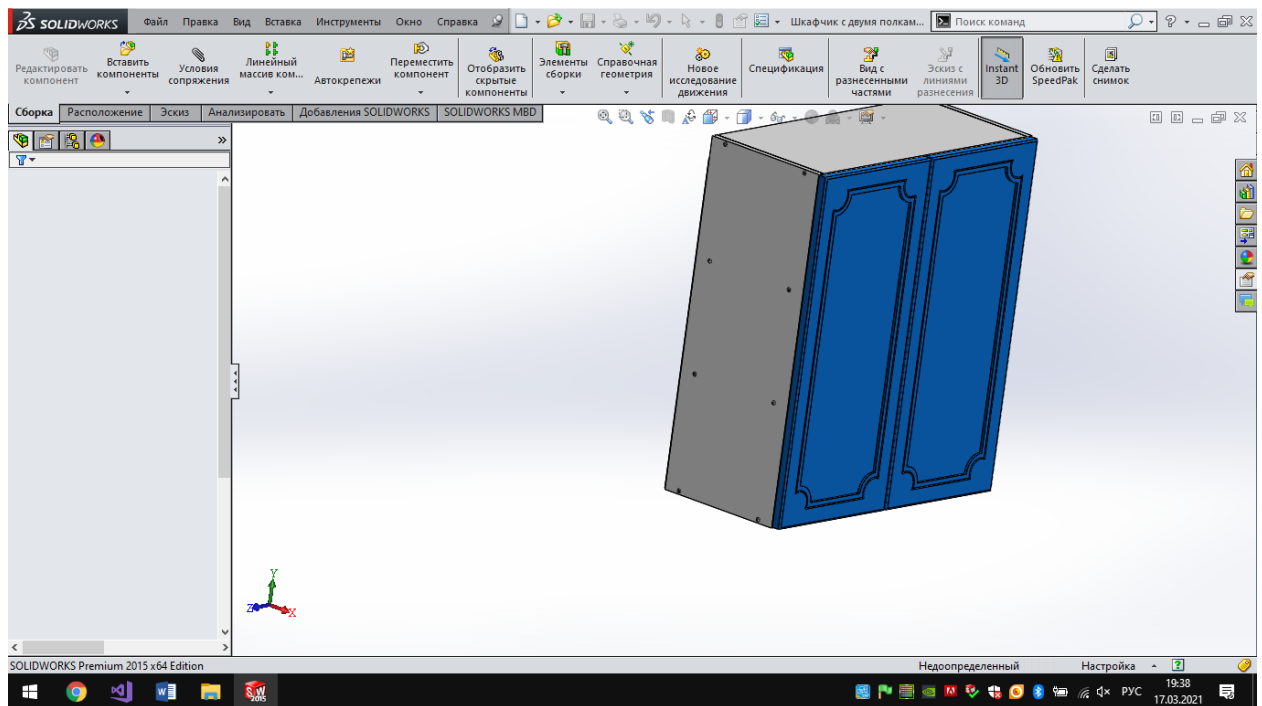 SOLIDWORKS Файл Правка Вид Вставка Инструменты Окно Справка Шкафчик с двумя полкам... Поиск команд
Редактировать компонент
Вставить компоненты
Условия сопряжения
Линейный массив ком...
Автокрепежи
Переместить компонент
Отобразить скрытые компоненты
Элементы сборки
Справочная геометрия
Новое исследование движения
Спецификация
Вид с разнесенными частями
Эскиз с линиями разнесения
Instant 3D
Обновить SpeedPak
Сделать снимок
Сборка Расположение Эскиз Анализировать Добавления SOLIDWORKS SOLIDWORKS MBD
Y
Z X
SOLIDWORKS Premium 2015 x64 Edition Недоопределенный Настройка
РУС 19:38
17.03.2021